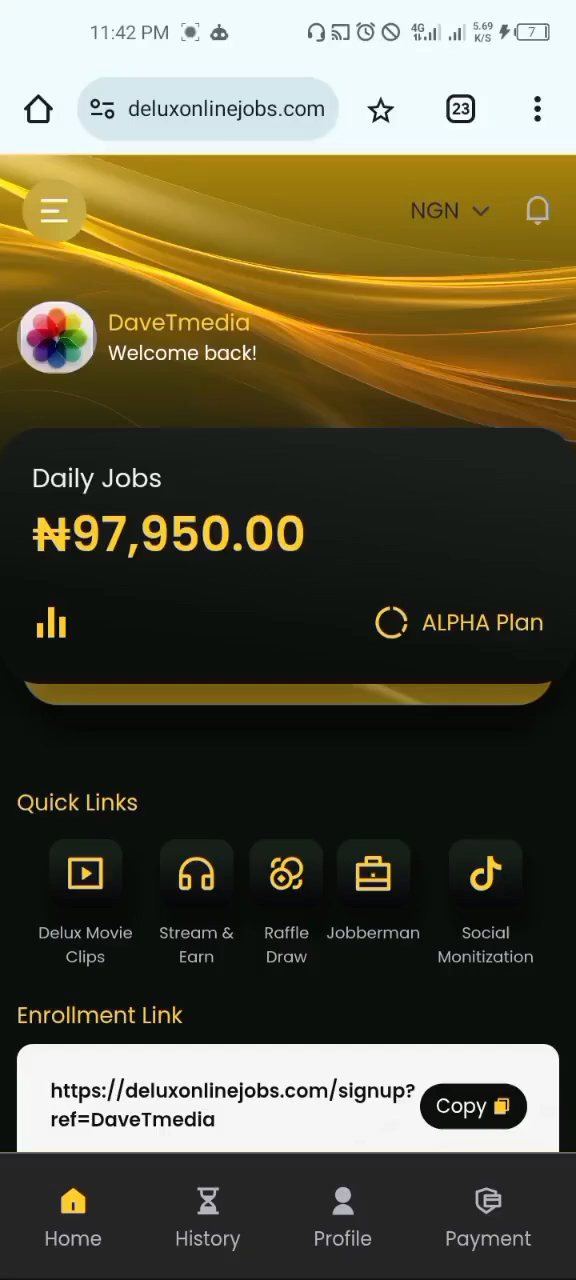 11:42 PM
4G
5.69
K/S
7
deluxonlinejobs.com
23
NGN
DaveTmedia
Welcome back!
Daily Jobs
₦97,950.00
ALPHA Plan
Quick Links
Delux Movie
Clips
Stream &
Earn
Raffle
Draw
Jobberman
Social
Monitization
Enrollment Link
https://deluxonlinejobs.com/signup?
ref=DaveTmedia
Copy
Home
History
Profile
Payment